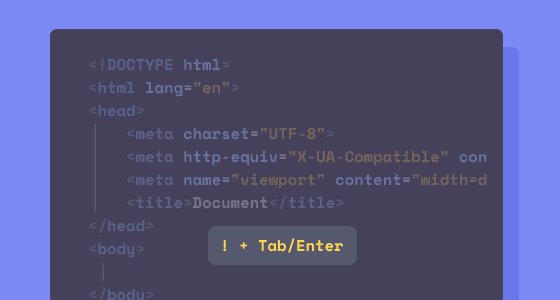 <!DOCTYPE html>
<html lang="en">
<head>
<meta charset="UTF-8">
<meta http-equiv="X-UA-Compatible" con
<meta name="viewport" content="width=d
<title>Document</title>
</head>
! + Tab/Enter
<body>
</body>